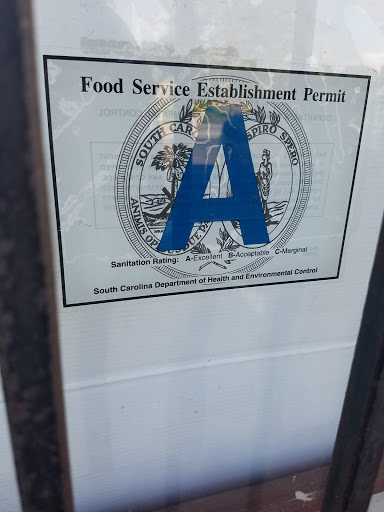 Food Service Establishment Permit
SOUTH CAROLINA SPIRO SPERO
A
ANIMIS OPIBUSQUE
Sanitation Rating: A-Excellent B-Acceptable C-Marginal
South Carolina Department of Health and Environmental Control